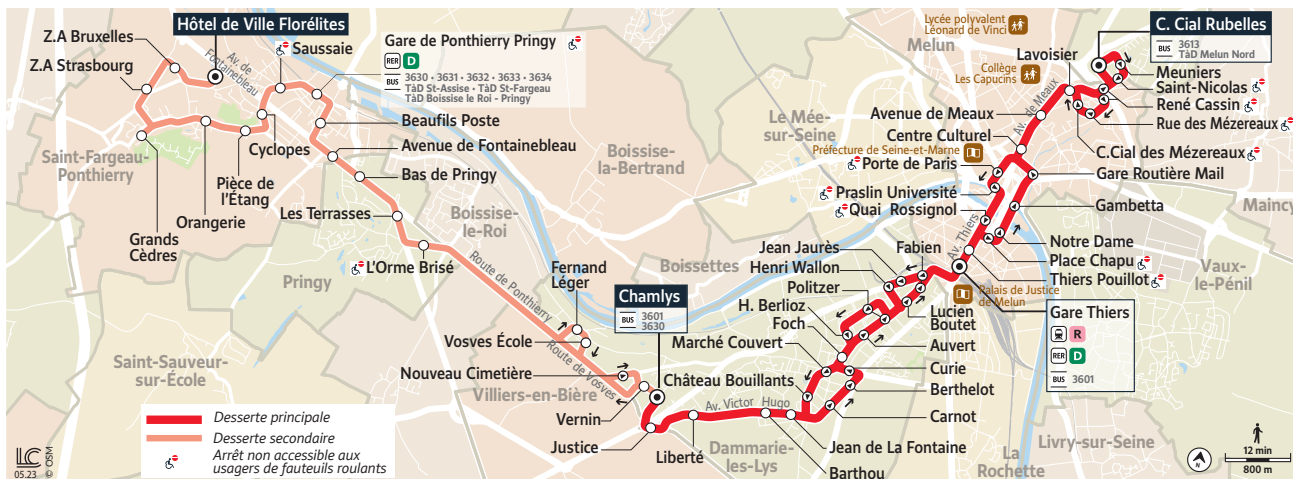 Hôtel de Ville Florélites
Z.A Bruxelles
Z.A Strasbourg
Av. de
Fontainebleau
Saussaie
Gare de Ponthierry Pringy
RER D
BUS 3630 • 3631 • 3632 • 3633 • 3634
TàD St-Assise • TàD St-Fargeau
TàD Boissise le Roi - Pringy
Beaufils Poste
Avenue de Fontainebleau
Bas de Pringy
Cyclopes
Pièce de
l'Étang
Orangerie
Grands
Cèdres
Saint-Fargeau-
Ponthierry
Les Terrasses
L'Orme Brisé
Pringy
Boissise-
le-Roi
Boissise-
la-Bertrand
Boissettes
Route de Ponthierry
Fernand
Léger
Vosves École
Route de Vosves
Nouveau Cimetière
Villiers-en-Bière
Vernin
Justice
Saint-Sauveur-
sur-École
Chamlys
BUS 3601
3630
Liberté
Av. Victor Hugo
Dammarie-
les-Lys
Barthou
Jean de La Fontaine
Château Bouillants
Marché Couvert
Foch
H. Berlioz
Politzer
Henri Wallon
Jean Jaurès
Fabien
Lucien
Boutet
Auvert
Curie
Berthelot
Carnot
Palais de Justice
de Melun
Gare Thiers
R
RER D
BUS 3601
Av. Thiers
Quai Rossignol
Praslin Université
Porte de Paris
Préfecture de Seine-et-Marne
Centre Culturel
Avenue de Meaux
Av. de Meaux
Le Mée-
sur-Seine
Melun
Lycée polyvalent
Léonard de Vinci
Collège
Les Capucins
Lavoisier
C. Cial Rubelles
BUS 3613
TàD Melun Nord
Meuniers
Saint-Nicolas
René Cassin
Rue des Mézereaux
C.Cial des Mézereaux
Gare Routière Mail
Gambetta
Notre Dame
Place Chapu
Thiers Pouillot
Maincy
Vaux-
le-Pénil
Livry-sur-Seine
La
Rochette
Desserte principale
Desserte secondaire
Arrêt non accessible aux
usagers de fauteuils roulants
LC
05.23
© OSM
N
12 min
800 m